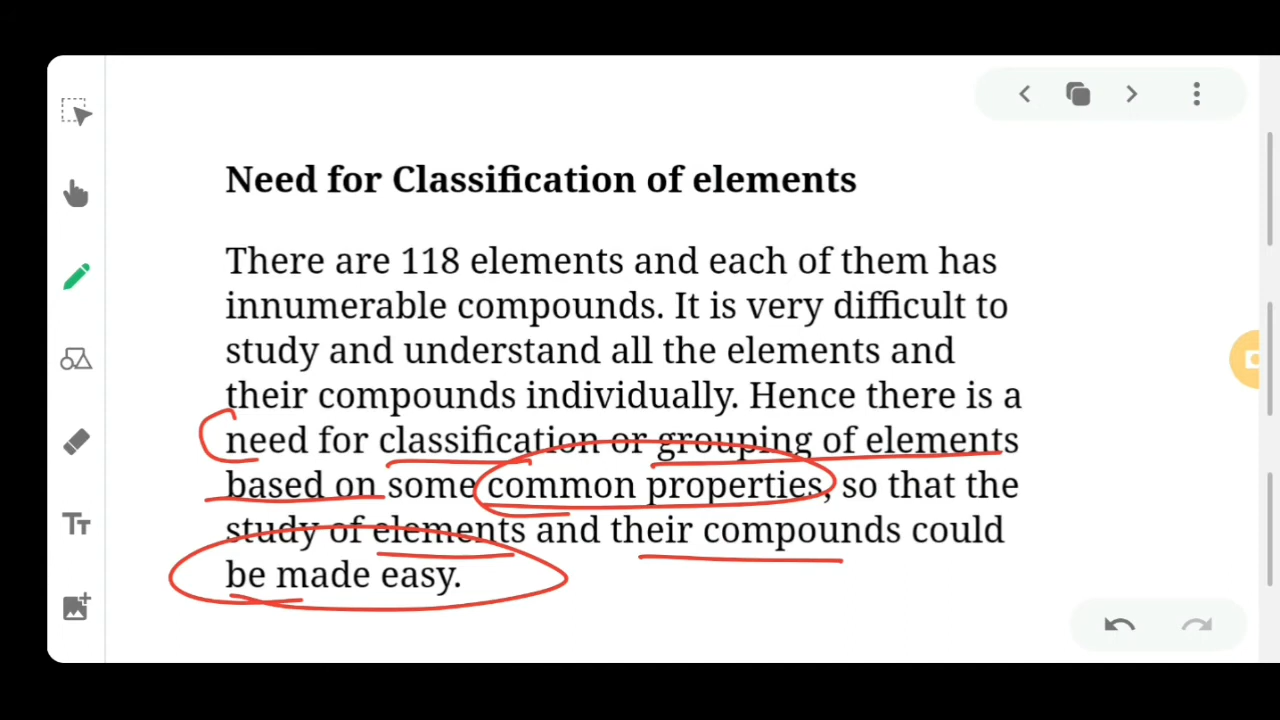 Need for Classification of elements
There are 118 elements and each of them has
innumerable compounds. It is very difficult to
study and understand all the elements and
their compounds individually. Hence there is a
need for classification or grouping of elements
based on some common properties, so that the
study of elements and their compounds could
be made easy.